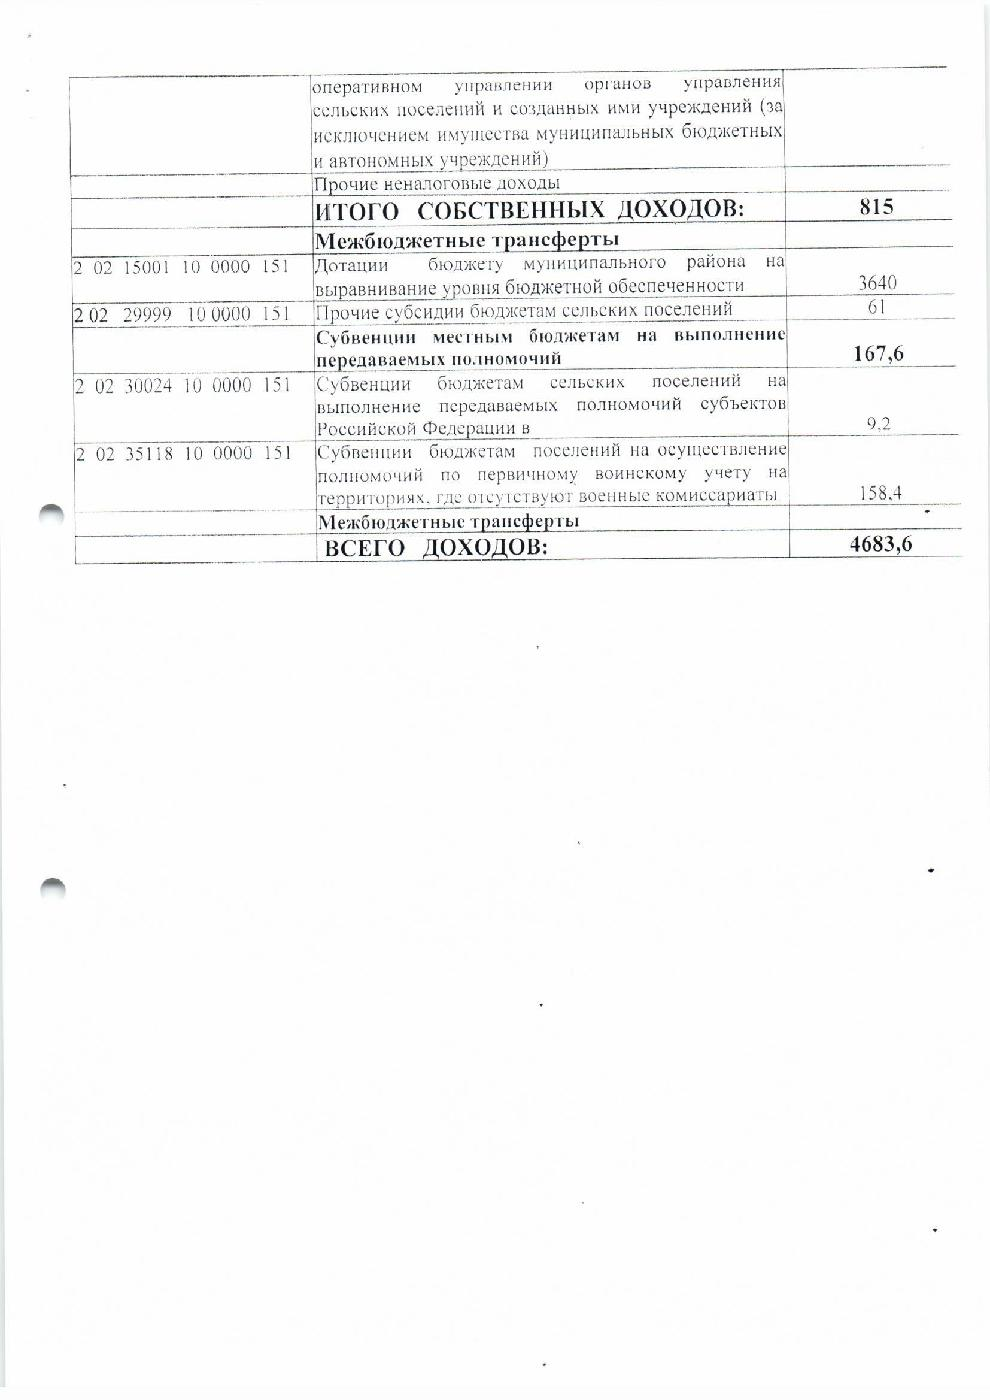 оперативном управлении органов управления
сельских поселений и созданных ими учреждений (за
исключением имущества муниципальных бюджетных
и автономных учреждений)
Прочие неналоговые доходы
ИТОГО СОБСТВЕННЫХ ДОХОДОВ: 815
Межбюджетные трансферты
2 02 15001 10 0000 151 Дотации бюджету муниципального района на
выравнивание уровня бюджетной обеспеченности 3640
2 02 29999 10 0000 151 Прочие субсидии бюджетам сельских поселений 61
Субвенции местным бюджетам на выполнение
передаваемых полномочий 167,6
2 02 30024 10 0000 151 Субвенции бюджетам сельских поселений на
выполнение передаваемых полномочий субъектов
Российской Федерации в 9,2
2 02 35118 10 0000 151 Субвенции бюджетам поселений на осуществление
полномочий по первичному воинскому учету на
территориях, где отсутствуют военные комиссариаты 158,4
Межбюджетные трансферты
ВСЕГО ДОХОДОВ: 4683,6